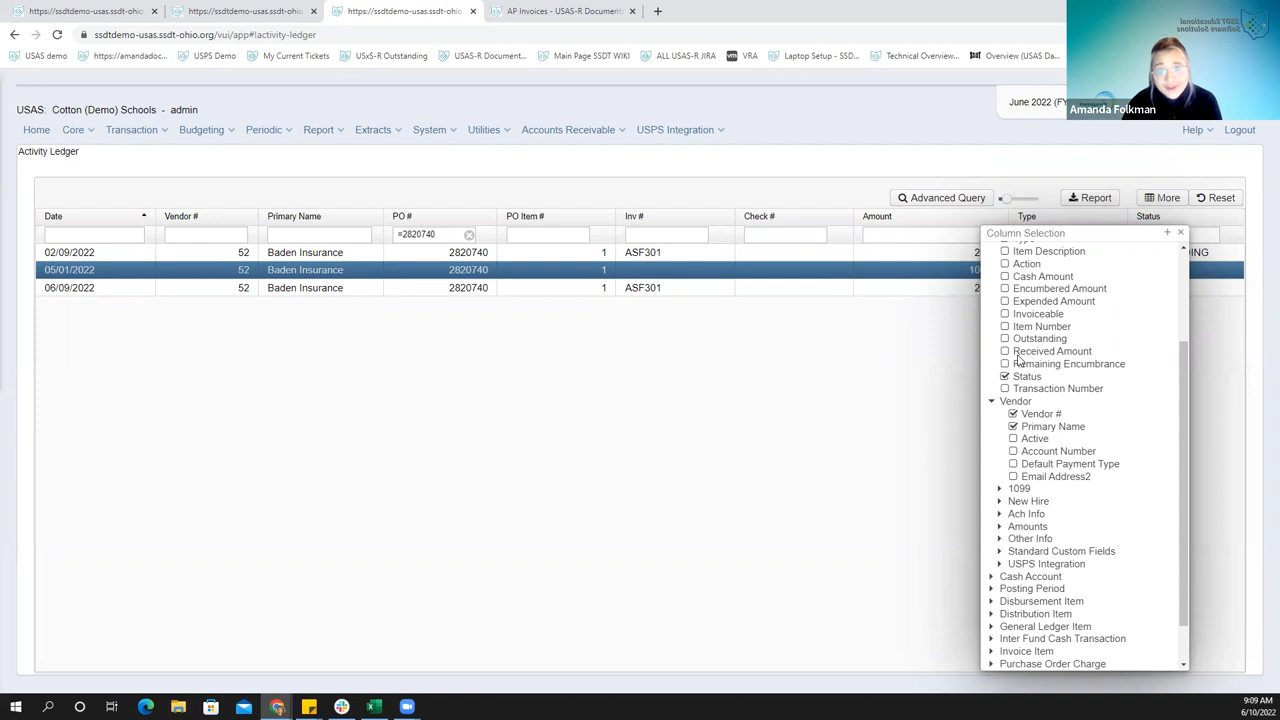 https://ssdtdemo-usas.ssdt-ohio.
https://ssdtdemo-usas.ssdt-ohio.
https://ssdtdemo-usas.ssdt-ohio.
AP Invoices - USAS-R Document
ssdtdemo-usas.ssdt-ohio.org/vui/app#activity-ledger
USAS demo
https://amandadoc...
USPS Demo
My Current Tickets
USxS-R Outstanding
USAS-R Document...
Main Page SSDT WIKI
ALL USAS-R JIRA
VRA
Laptop Setup - SSD...
Technical Overview...
Overview (USAS Da...
SSDT Educational
Software Solutions
Amanda Folkman
USAS: Cotton (Demo) Schools - admin
June 2022 (FY
Home Core Transaction Budgeting Periodic Report Extracts System Utilities Accounts Receivable USPS Integration Help Logout
Activity Ledger
Advanced Query Report More Reset
Date Vendor # Primary Name PO # PO Item # Inv # Check # Amount Type Status
=2820740
02/09/2022 52 Baden Insurance 2820740 1 ASF301 2
05/01/2022 52 Baden Insurance 2820740 1 10
06/09/2022 52 Baden Insurance 2820740 1 ASF301 2
Column Selection
Item Description
Action
Cash Amount
Encumbered Amount
Expended Amount
Invoiceable
Item Number
Outstanding
Received Amount
Remaining Encumbrance
Status
Transaction Number
Vendor
Vendor #
Primary Name
Active
Account Number
Default Payment Type
Email Address2
1099
New Hire
Ach Info
Amounts
Other Info
Standard Custom Fields
USPS Integration
Cash Account
Posting Period
Disbursement Item
Distribution Item
General Ledger Item
Inter Fund Cash Transaction
Invoice Item
Purchase Order Charge
9:09 AM
6/10/2022